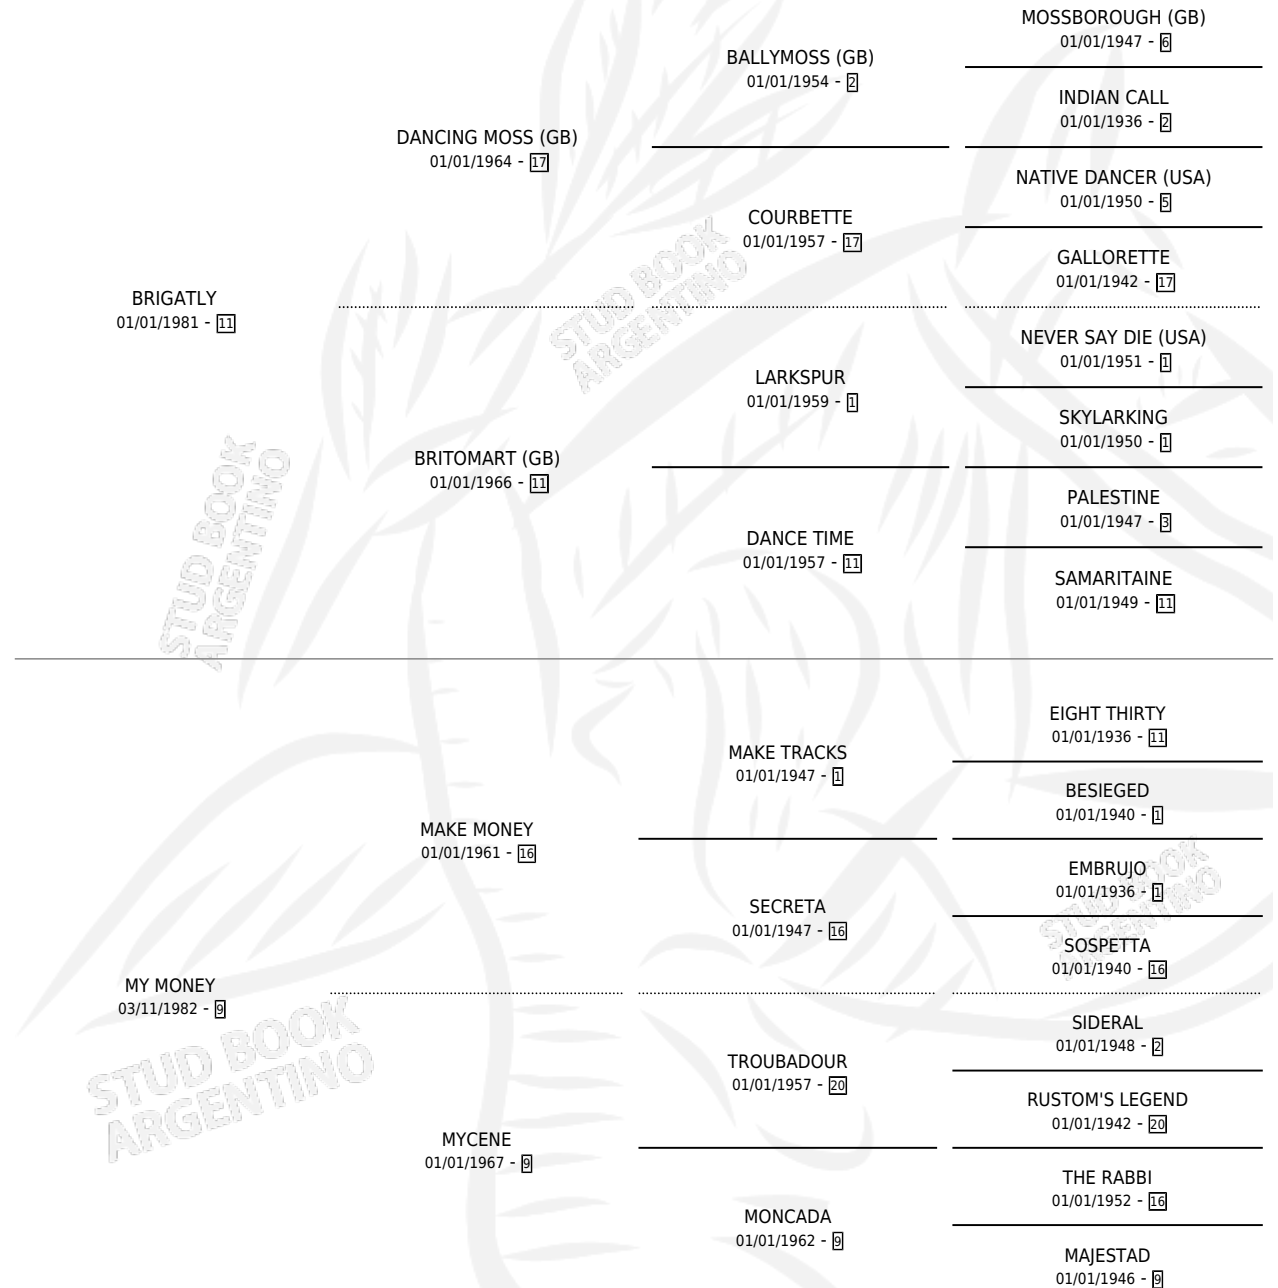 MOSSBOROUGH (GB)
01/01/1947 - 6
BALLYMOSS (GB)
01/01/1954 - 2
INDIAN CALL
01/01/1936 - 2
DANCING MOSS (GB)
01/01/1964 - 17
NATIVE DANCER (USA)
01/01/1950 - 5
COURBETTE
01/01/1957 - 17
GALLORETTE
01/01/1942 - 17
BRIGATLY
01/01/1981 - 11
NEVER SAY DIE (USA)
01/01/1951 - 1
LARKSPUR
01/01/1959 - 1
SKYLARKING
01/01/1950 - 1
BRITOMART (GB)
01/01/1966 - 11
PALESTINE
01/01/1947 - 3
DANCE TIME
01/01/1957 - 11
SAMARITAINE
01/01/1949 - 11
EIGHT THIRTY
01/01/1936 - 11
MAKE TRACKS
01/01/1947 - 1
BESIEGED
01/01/1940 - 1
MAKE MONEY
01/01/1961 - 16
EMBRUJO
01/01/1936 - 1
SECRETA
01/01/1947 - 16
SOSPETTA
01/01/1940 - 16
MY MONEY
03/11/1982 - 9
SIDERAL
01/01/1948 - 2
TROUBADOUR
01/01/1957 - 20
RUSTOM'S LEGEND
01/01/1942 - 20
MYCENE
01/01/1967 - 9
THE RABBI
01/01/1952 - 16
MONCADA
01/01/1962 - 9
MAJESTAD
01/01/1946 - 9
STUD BOOK
ARGENTINO
STUD BOOK
ARGENTINO
STUD BOOK
ARGENTINO
STUD BOOK
ARGENTINO